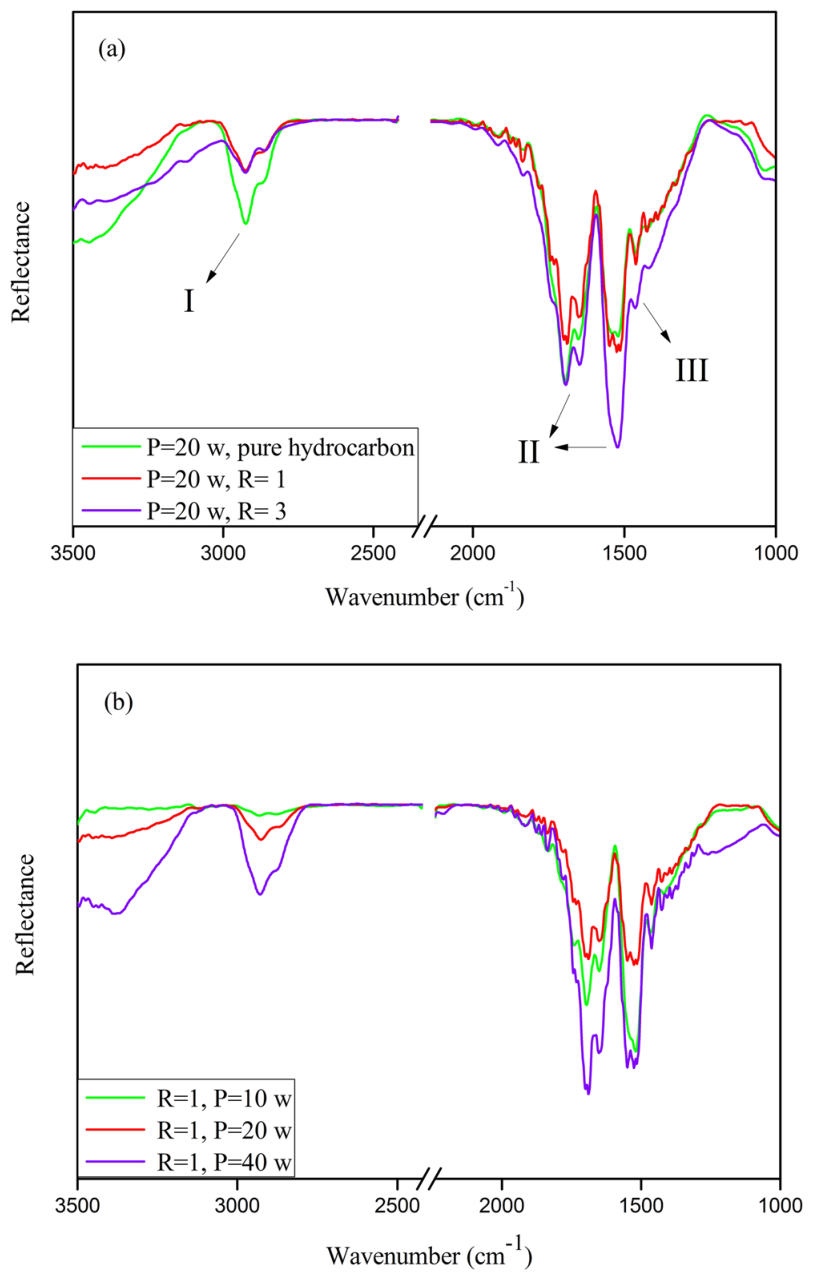 (a)
Reflectance
I
II
III
P=20 w, pure hydrocarbon
P=20 w, R= 1
P=20 w, R= 3
3500 3000 2500 2000 1500 1000
Wavenumber (cm-1)
(b)
Reflectance
R=1, P=10 w
R=1, P=20 w
R=1, P=40 w
3500 3000 2500 2000 1500 1000
Wavenumber (cm-1)